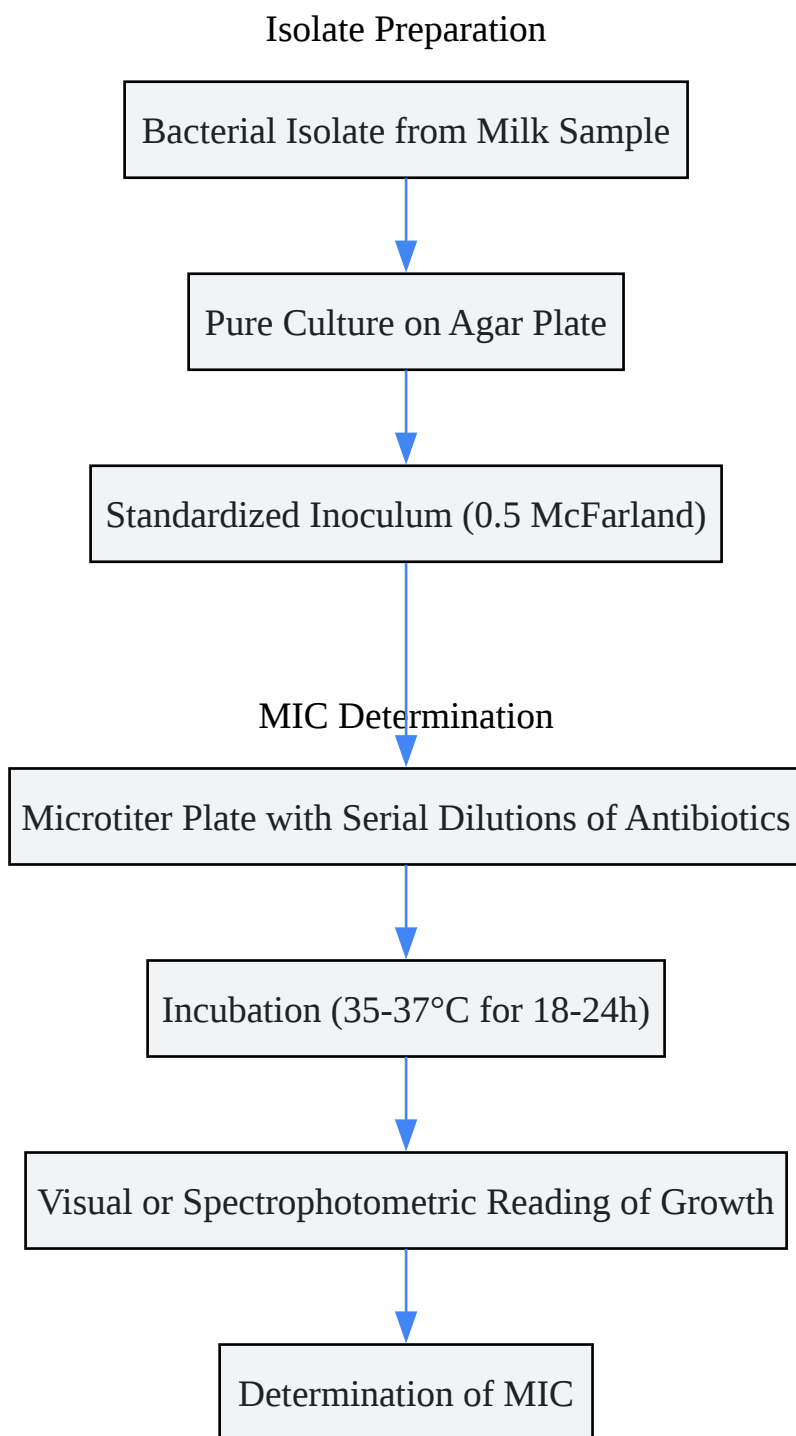 Isolate Preparation
Bacterial Isolate from Milk Sample
Pure Culture on Agar Plate
Standardized Inoculum (0.5 McFarland)
MIC Determination
Microtiter Plate with Serial Dilutions of Antibiotics
Incubation (35-37°C for 18-24h)
Visual or Spectrophotometric Reading of Growth
Determination of MIC